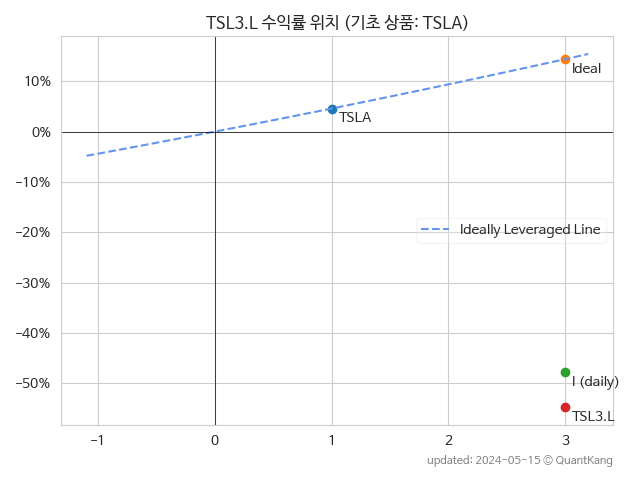 TSL3.L 수익률 위치 (기초 상품: TSLA)
10%
0%
−10%
−20%
−30%
−40%
−50%
Ideal
TSLA
Ideally Leveraged Line
I (daily)
TSL3.L
−1
0
1
2
3
updated: 2024-05-15 © QuantKang